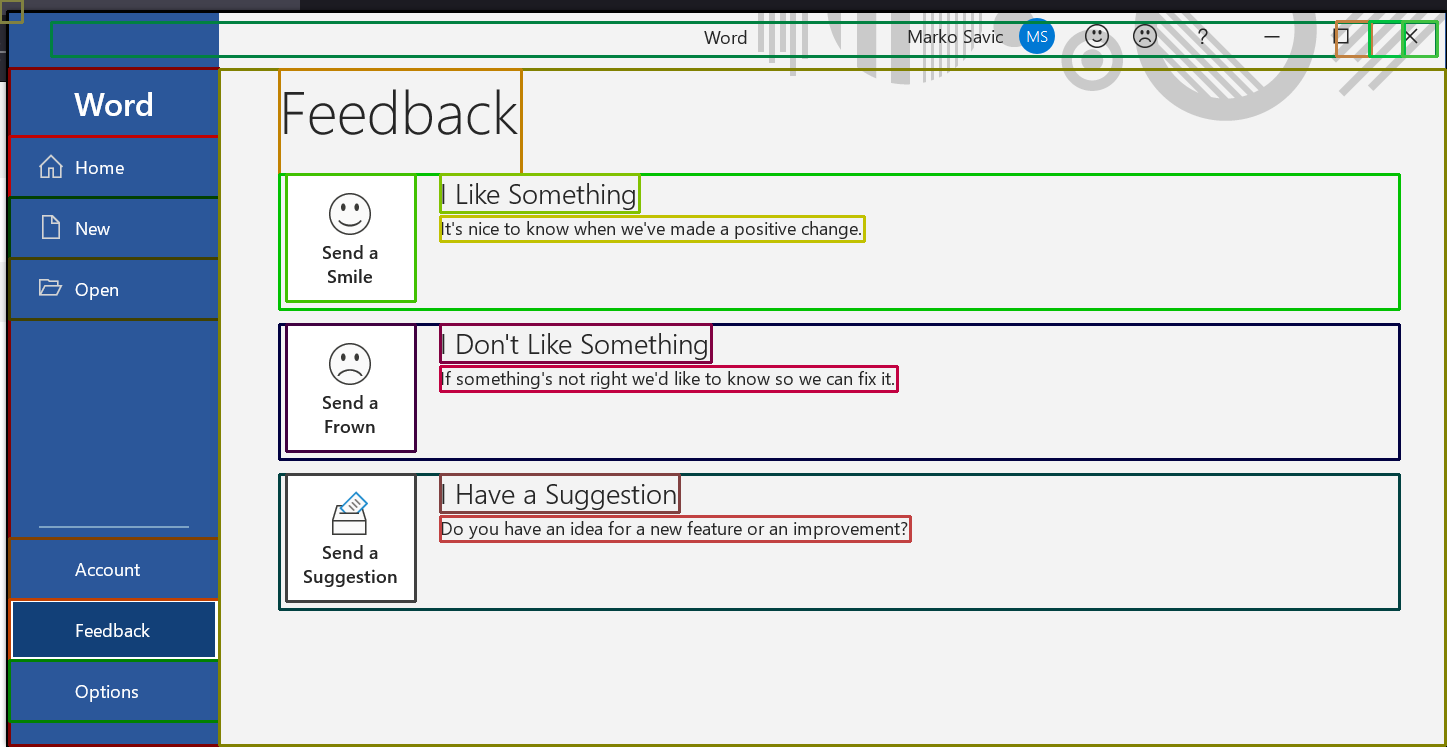 Word
Marko Savic
MS
?
Word
Home
New
Open
Account
Feedback
Options
Feedback
Send a
Smile
I Like Something
It's nice to know when we've made a positive change.
Send a
Frown
I Don't Like Something
If something's not right we'd like to know so we can fix it.
Send a
Suggestion
I Have a Suggestion
Do you have an idea for a new feature or an improvement?